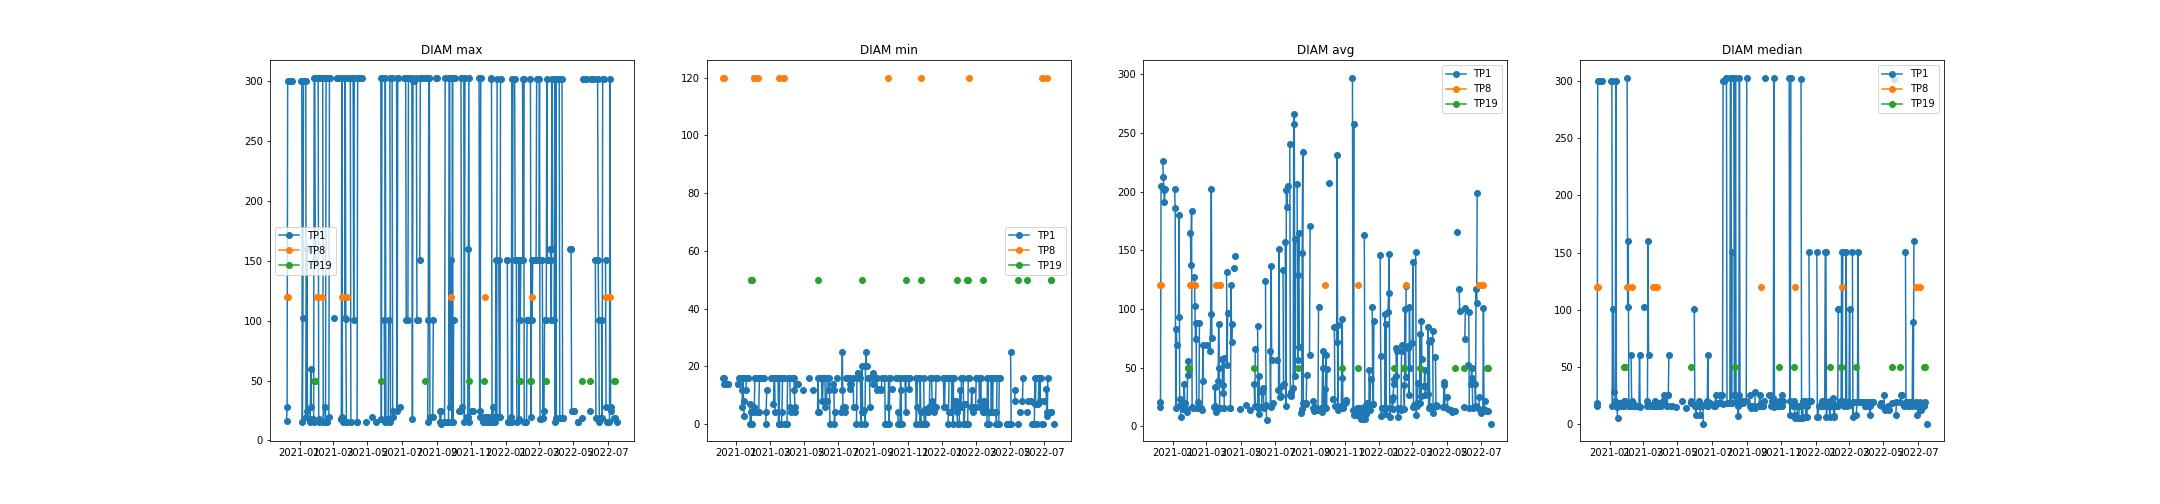 DIAM max
300
250
200
150
100
50
0
TP1
TP8
TP19
2021-01 2021-03 2021-05 2021-07 2021-09 2021-11 2022-01 2022-03 2022-05 2022-07
DIAM min
120
100
80
60
40
20
0
TP1
TP8
TP19
2021-01 2021-03 2021-05 2021-07 2021-09 2021-11 2022-01 2022-03 2022-05 2022-07
DIAM avg
300
250
200
150
100
50
0
TP1
TP8
TP19
2021-01 2021-03 2021-05 2021-07 2021-09 2021-11 2022-01 2022-03 2022-05 2022-07
DIAM median
300
250
200
150
100
50
0
TP1
TP8
TP19
2021-01 2021-03 2021-05 2021-07 2021-09 2021-11 2022-01 2022-03 2022-05 2022-07